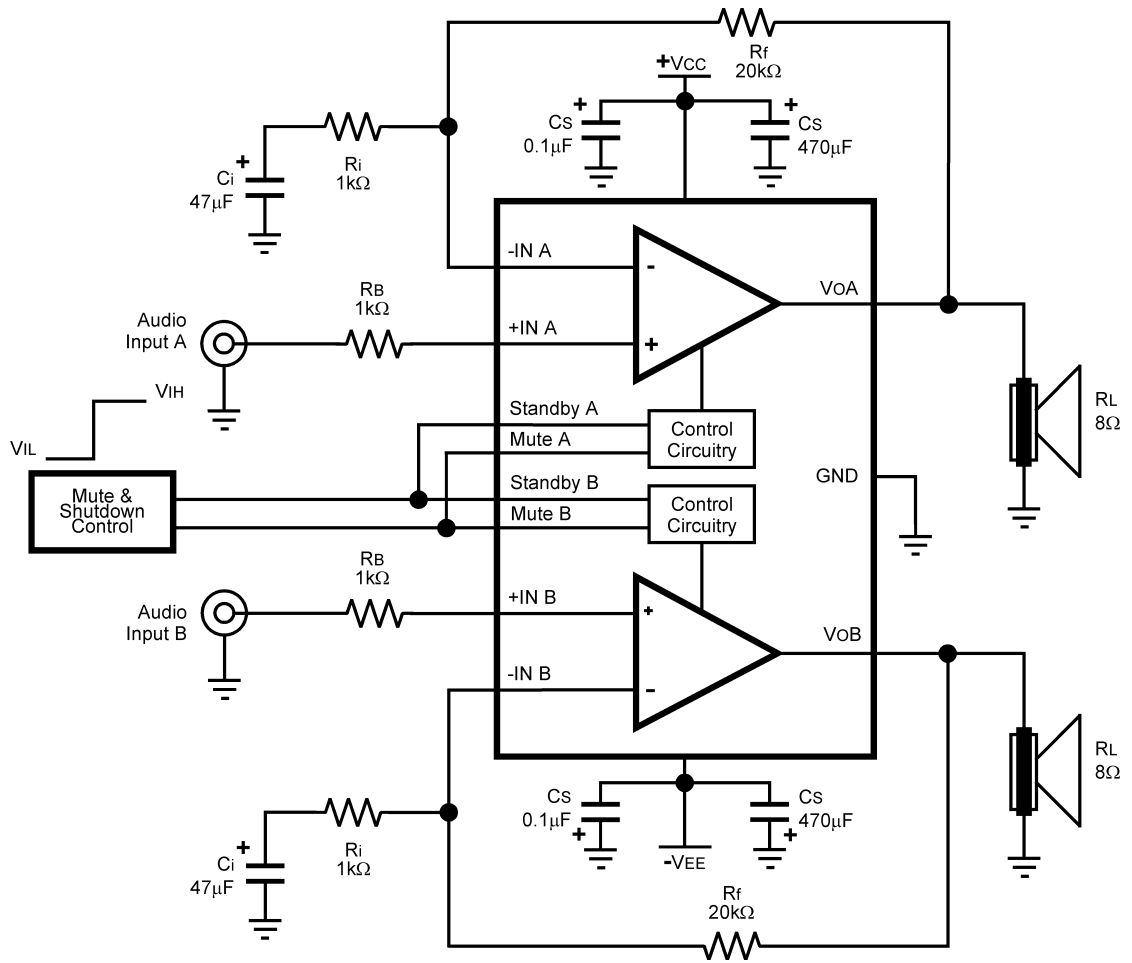 Rf
20kΩ
+VCC
+
CS
0.1µF
+
CS
470µF
Ri
1kΩ
+
Ci
47µF
-IN A
-
VOA
RB
1kΩ
Audio
Input A
+IN A
+
VIH
VIL
Standby A
Mute A
Control
Circuitry
RL
8Ω
GND
Mute &
Shutdown
Control
Standby B
Mute B
Control
Circuitry
RB
1kΩ
Audio
Input B
+IN B
+
VOB
-IN B
-
RL
8Ω
CS
0.1µF
+
CS
470µF
+
-VEE
Ri
1kΩ
+
Ci
47µF
Rf
20kΩ